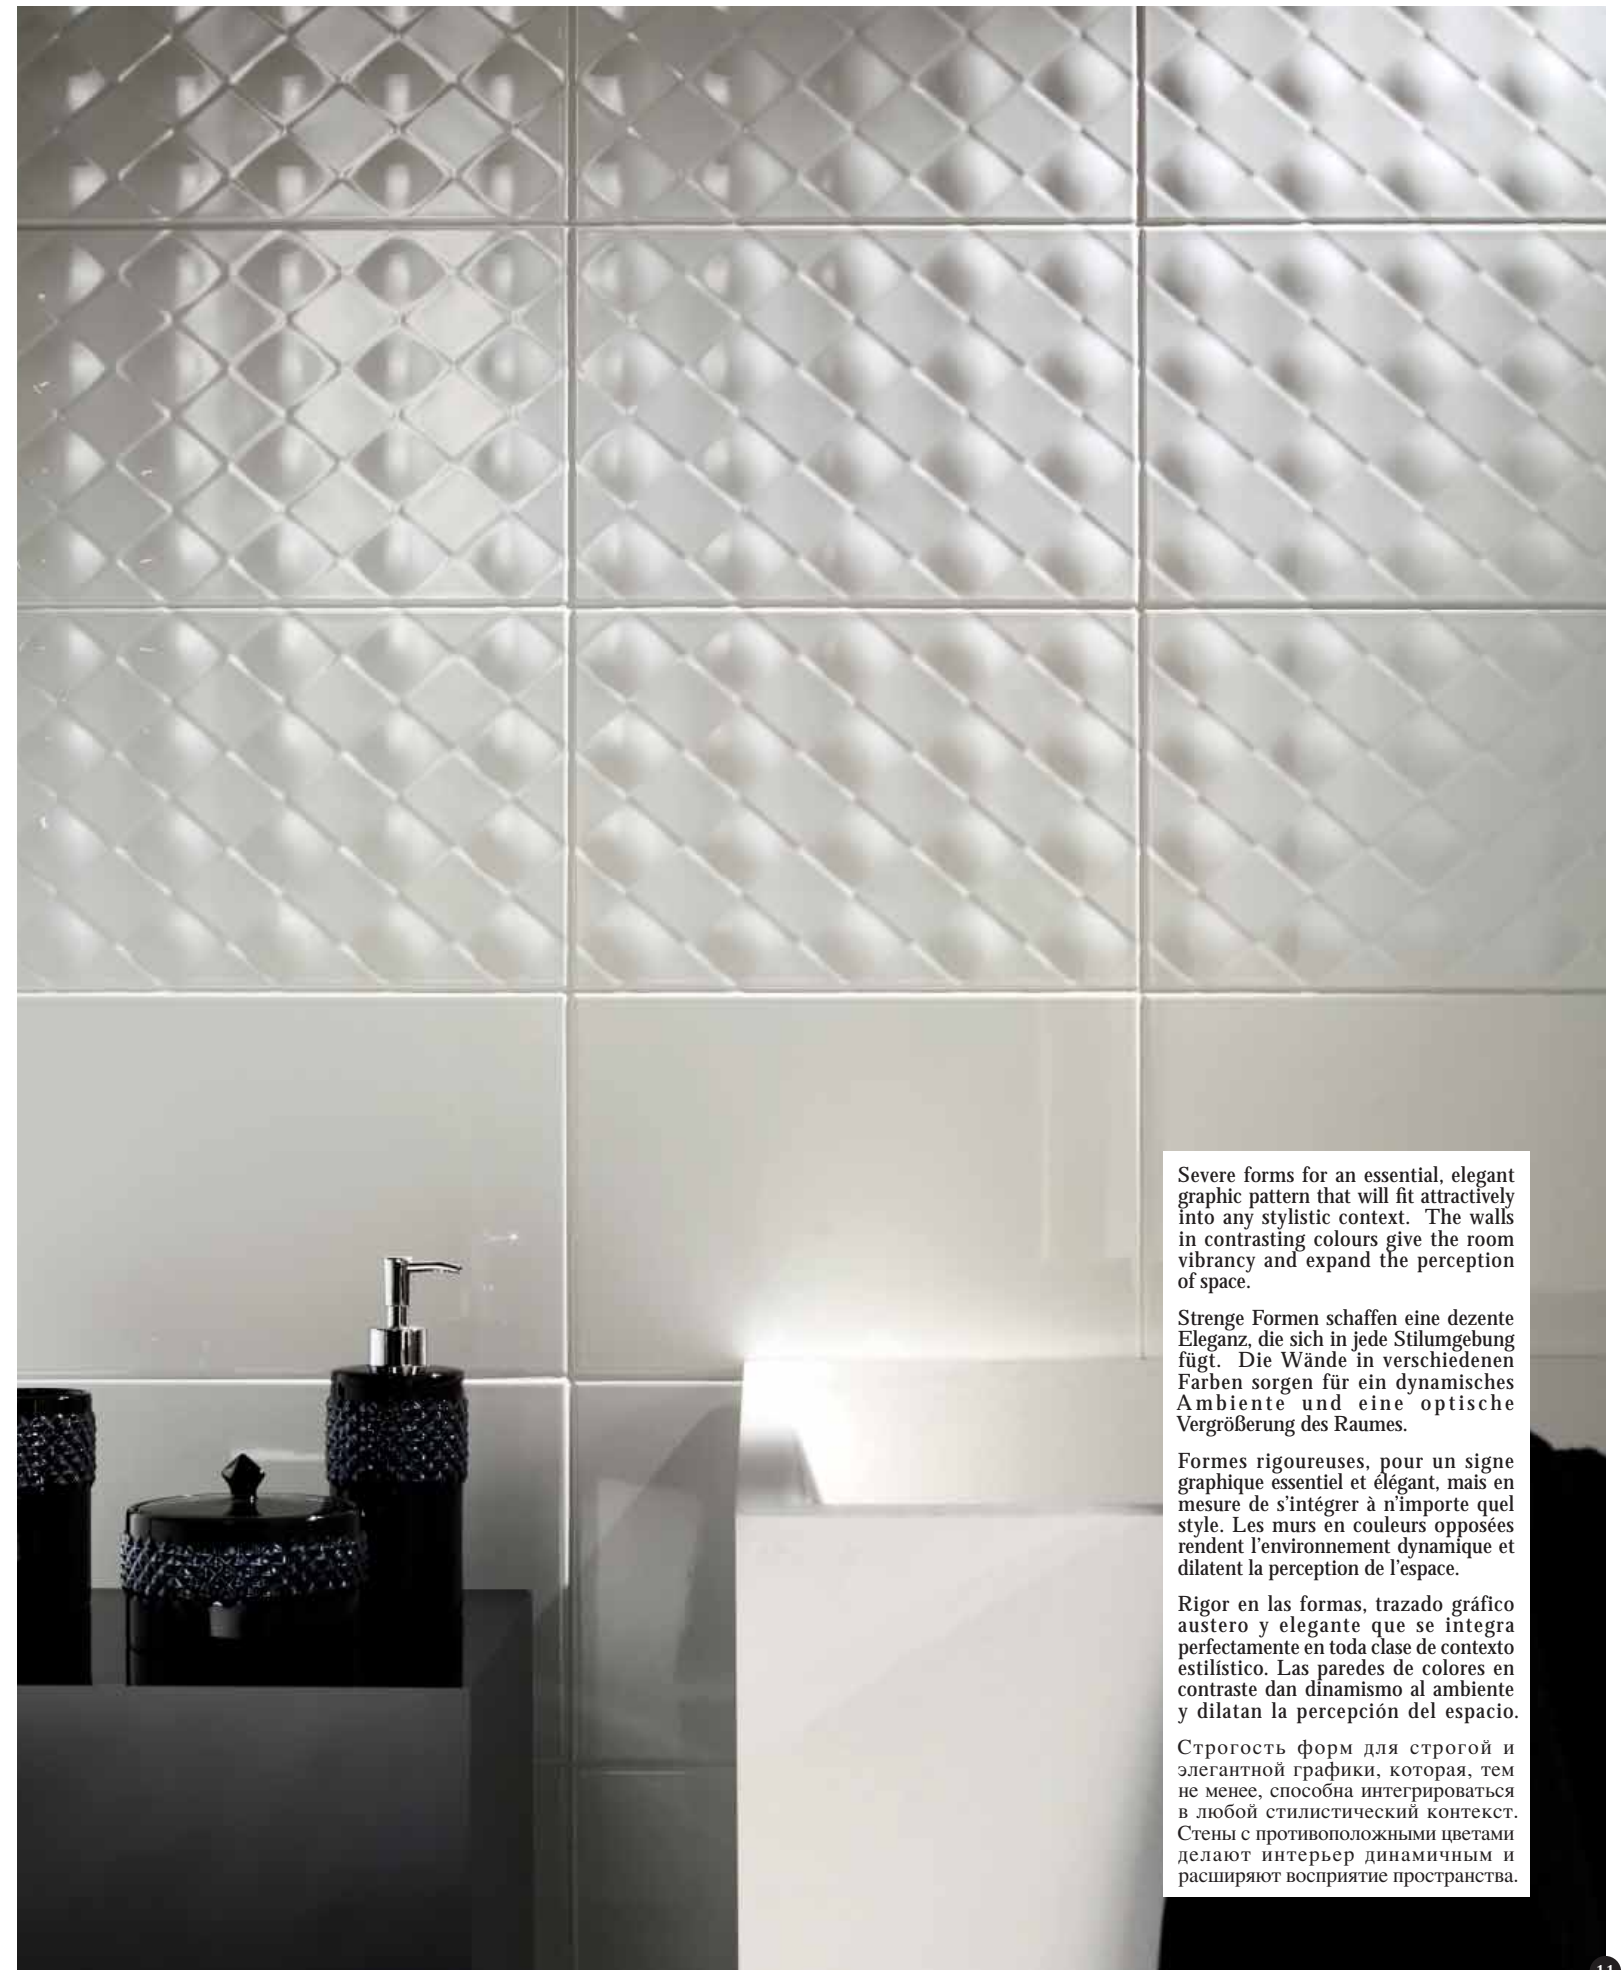 Severe forms for an essential, elegant
graphic pattern that will fit attractively
into any stylistic context. The walls
in contrasting colours give the room
vibrancy and expand the perception
of space.
Strenge Formen schaffen eine dezente
Eleganz, die sich in jede Stilumgebung
fügt. Die Wände in verschiedenen
Farben sorgen für ein dynamisches
Ambiente und eine optische
Vergrößerung des Raumes.
Formes rigoureuses, pour un signe
graphique essentiel et élégant, mais en
mesure de s'intégrer à n'importe quel
style. Les murs en couleurs opposées
rendent l'environnement dynamique et
dilatent la perception de l'espace.
Rigor en las formas, trazado gráfico
austero y elegante que se integra
perfectamente en toda clase de contexto
estilístico. Las paredes de colores en
contraste dan dinamismo al ambiente
y dilatan la percepción del espacio.
Строгость форм для строгой и
элегантной графики, которая, тем
не менее, способна интегрироваться
в любой стилистический контекст.
Стены с противоположными цветами
делают интерьер динамичным и
расширяют восприятие пространства.
11